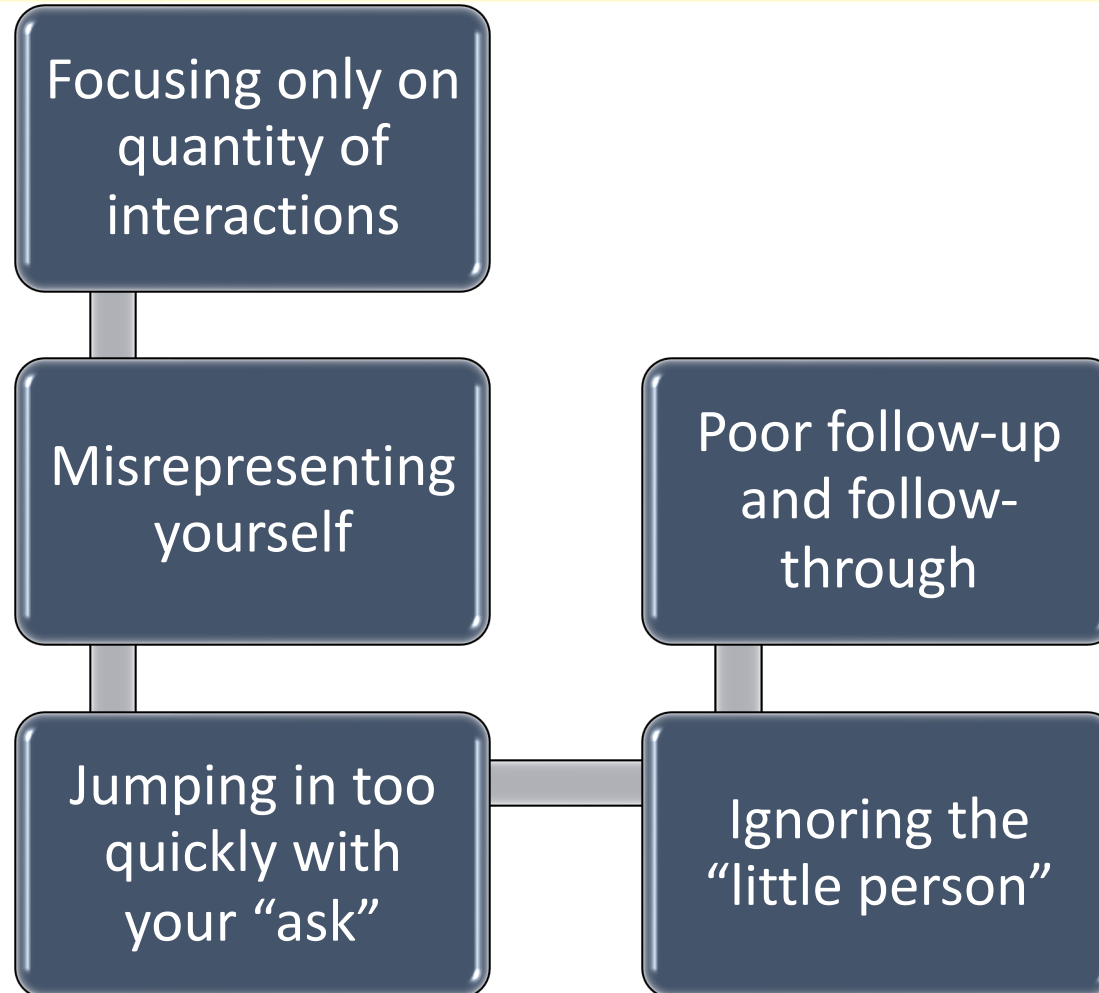 Focusing only on
quantity of
interactions
Misrepresenting
yourself
Jumping in too
quickly with
your “ask”
Ignoring the
“little person”
Poor follow-up
and follow-
through